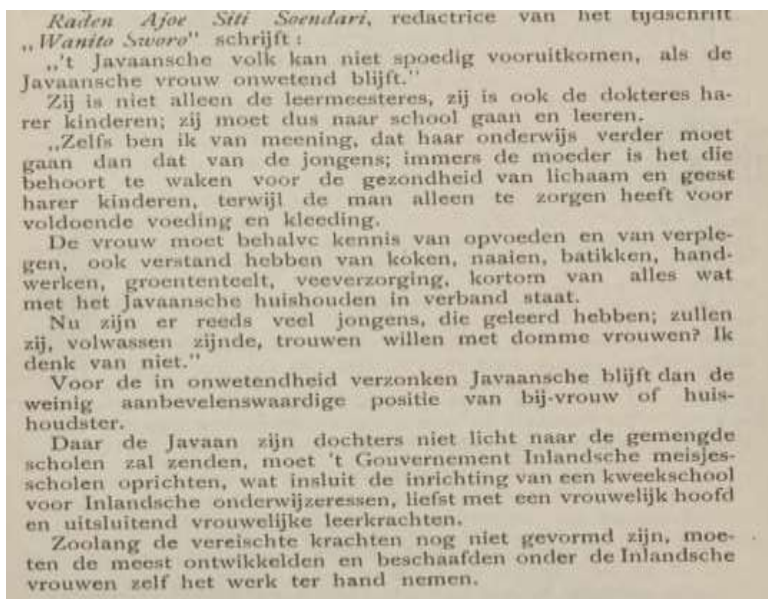 Raden Ajoe Siti Soendari, redactrice van het tijdschrift
„Wanito Sworo" schrijft:
„'t Javaansche volk kan niet spoedig vooruitkomen, als de
Javaansche vrouw onwetend blijft."
Zij is niet alleen de leermeesteres, zij is ook de dokteres ha-
rer kinderen; zij moet dus naar school gaan en leeren.
„Zelfs ben ik van meening, dat haar onderwijs verder moet
gaan dan dat van de jongens; immers de moeder is het die
behoort te waken voor de gezondheid van lichaam en geest
harer kinderen, terwijl de man alleen te zorgen heeft voor
voldoende voeding en kleeding.
De vrouw moet behalve kennis van opvoeden en van verple-
gen, ook verstand hebben van koken, naaien, batikken, hand-
werken, groententeelt, veeverzorging, kortom van alles wat
met het Javaansche huishouden in verband staat.
Nu zijn er reeds veel jongens, die geleerd hebben; zullen
zij, volwassen zijnde, trouwen willen met domme vrouwen? Ik
denk van niet."
Voor de in onwetendheid verzonken Javaansche blijft dan de
weinig aanbevelenswaardige positie van bij-vrouw of huis-
houdster.
Daar de Javaan zijn dochters niet licht naar de gemengde
scholen zal zenden, moet 't Gouvernement Inlandsche meisjes-
scholen oprichten, wat insluit de inrichting van een kweekschool
voor Inlandsche onderwijzeressen, liefst met een vrouwelijk hoofd
en uitsluitend vrouwelijke leerkrachten.
Zoolang de vereischte krachten nog niet gevormd zijn, moe-
ten de meest ontwikkelden en beschaafden onder de Inlandsche
vrouwen zelf het werk ter hand nemen.